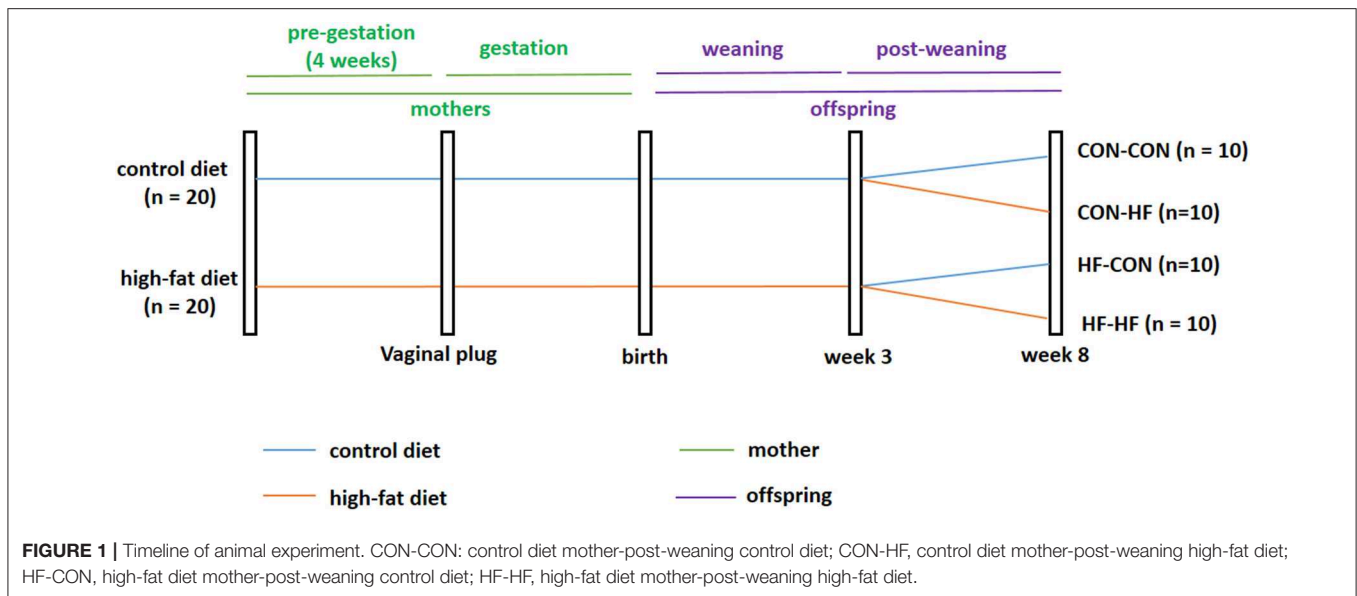 pre-gestation
(4 weeks)
gestation
weaning
post-weaning
mothers
offspring
control diet
(n = 20)
high-fat diet
(n = 20)
CON-CON (n = 10)
CON-HF (n=10)
HF-CON (n=10)
HF-HF (n = 10)
Vaginal plug
birth
week 3
week 8
control diet
mother
high-fat diet
offspring
FIGURE 1 | Timeline of animal experiment. CON-CON: control diet mother-post-weaning control diet; CON-HF, control diet mother-post-weaning high-fat diet;
HF-CON, high-fat diet mother-post-weaning control diet; HF-HF, high-fat diet mother-post-weaning high-fat diet.